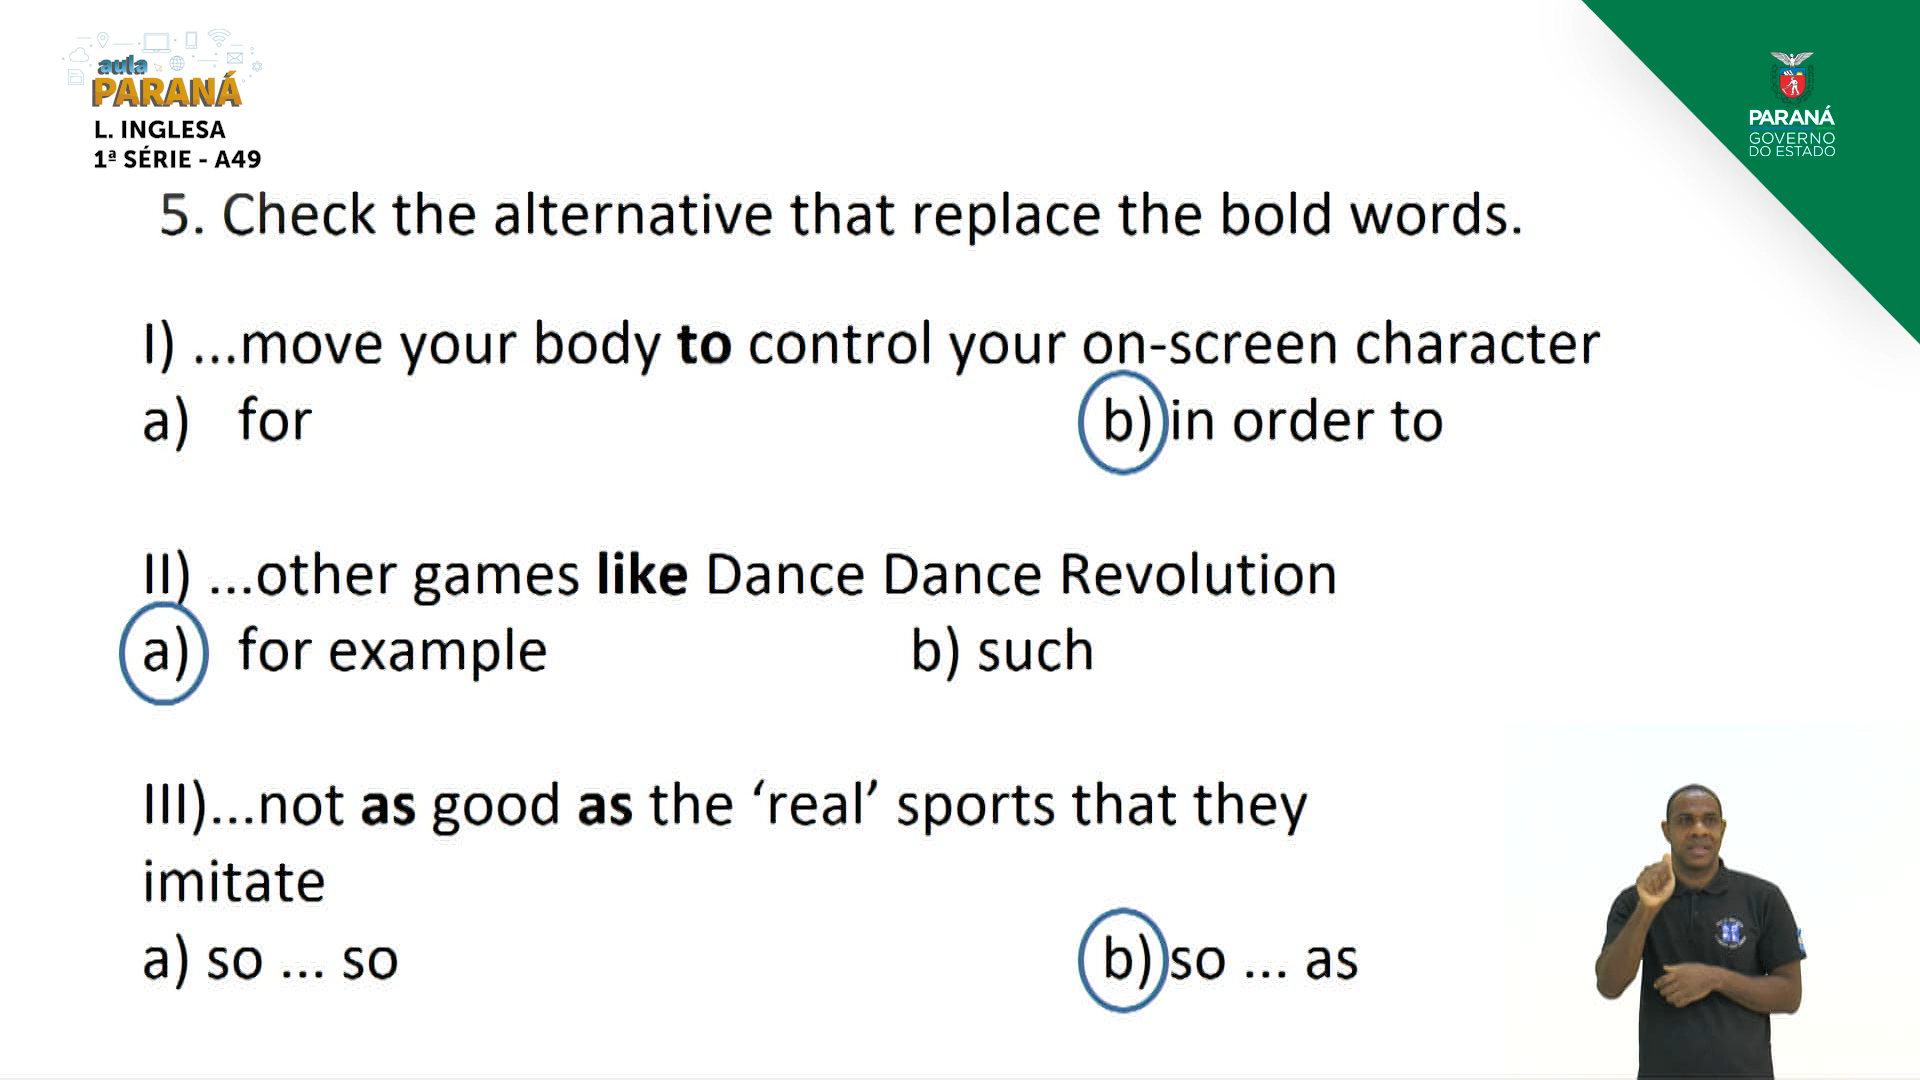 aula
PARANÁ
L. INGLESA
1ª SÉRIE - A49
PARANÁ
GOVERNO
DO ESTADO
5. Check the alternative that replace the bold words.
I) ...move your body to control your on-screen character
a) for b) in order to
II) ...other games like Dance Dance Revolution
a) for example b) such
III)...not as good as the ‘real’ sports that they
imitate
a) so ... so b) so ... as